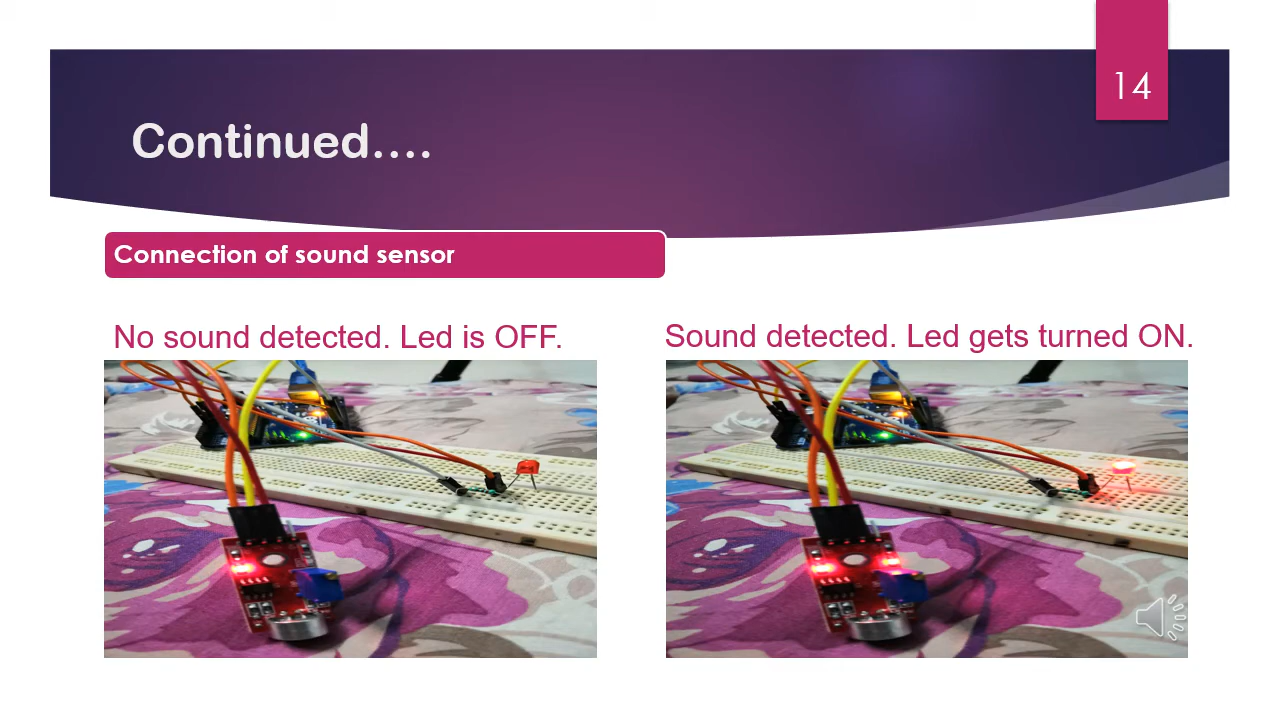 14
Continued....
Connection of sound sensor
No sound detected. Led is OFF.
Sound detected. Led gets turned ON.